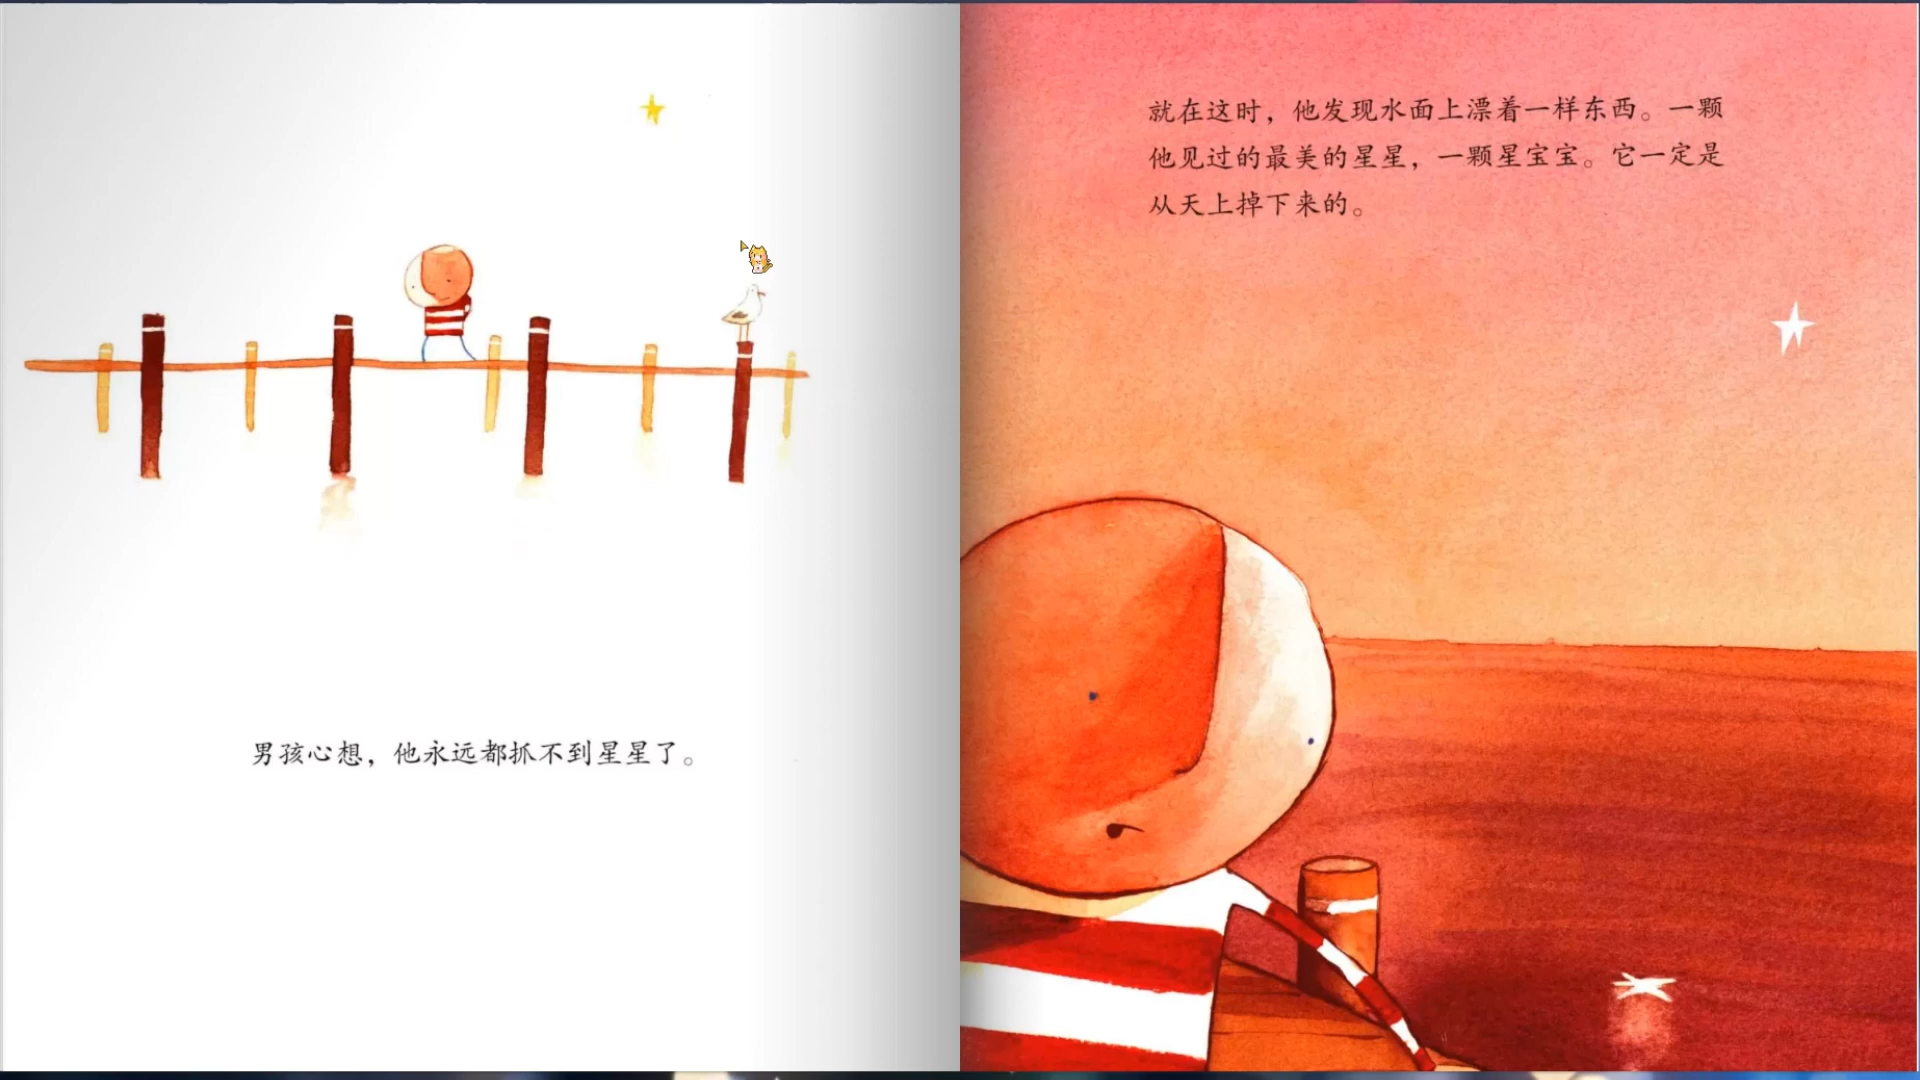 男孩心想，他永远都抓不到星星了。
就在这时，他发现水面上漂着一样东西。一颗
他见过的最美的星星，一颗星宝宝。它一定是
从天上掉下来的。